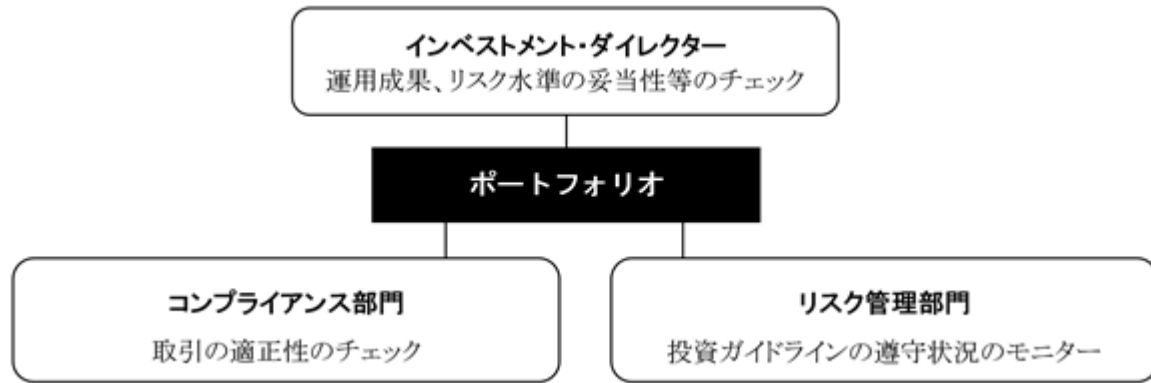 インベストメント・ダイレクター
運用成果、リスク水準の妥当性等のチェック
ポートフォリオ
コンプライアンス部門
取引の適正性のチェック
リスク管理部門
投資ガイドラインの遵守状況のモニター